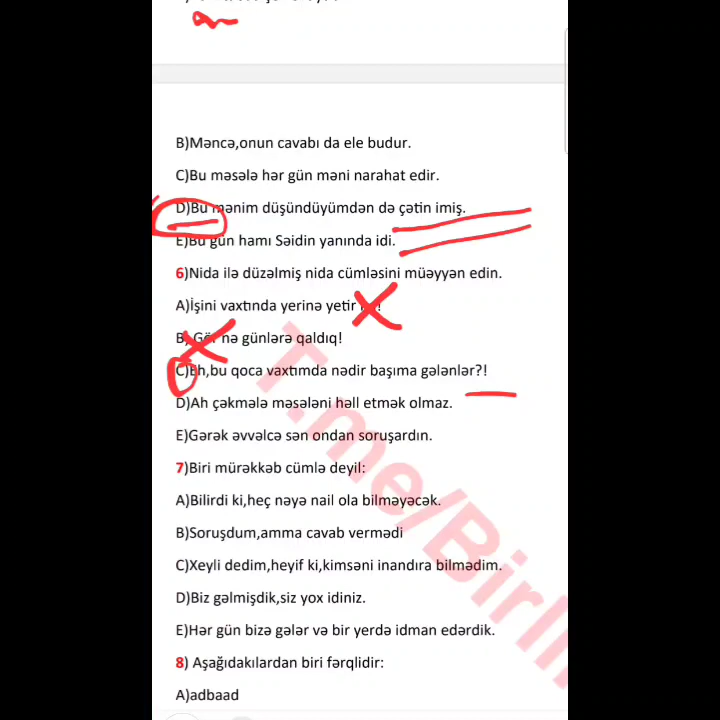 B)Məncə,onun cavabı da ele budur.
C)Bu məsələ hər gün məni narahat edir.
D)Bu mənim düşündüyümdən də çətin imiş.
E)Bu gün hamı Səidin yanında idi.
6)Nida ilə düzəlmiş nida cümləsini müəyyən edin.
A)İşini vaxtında yerinə yetir
B) Gör nə günlərə qaldıq!
C)Eh,bu qoca vaxtımda nədir başıma gələnlər?!
D)Ah çəkmələ məsələni həll etmək olmaz.
E)Gərək əvvəlcə sən ondan soruşardın.
7)Biri mürəkkəb cümlə deyil:
A)Bilirdi ki,heç nəyə nail ola bilməyəcək.
B)Soruşdum,amma cavab vermədi
C)Xeyli dedim,heyif ki,kimsəni inandıra bilmədim.
D)Biz gəlmişdik,siz yox idiniz.
E)Hər gün bizə gələr və bir yerdə idman edərdik.
8) Aşağıdakılardan biri fərqlidir:
A)adbaad
T.me/Birli